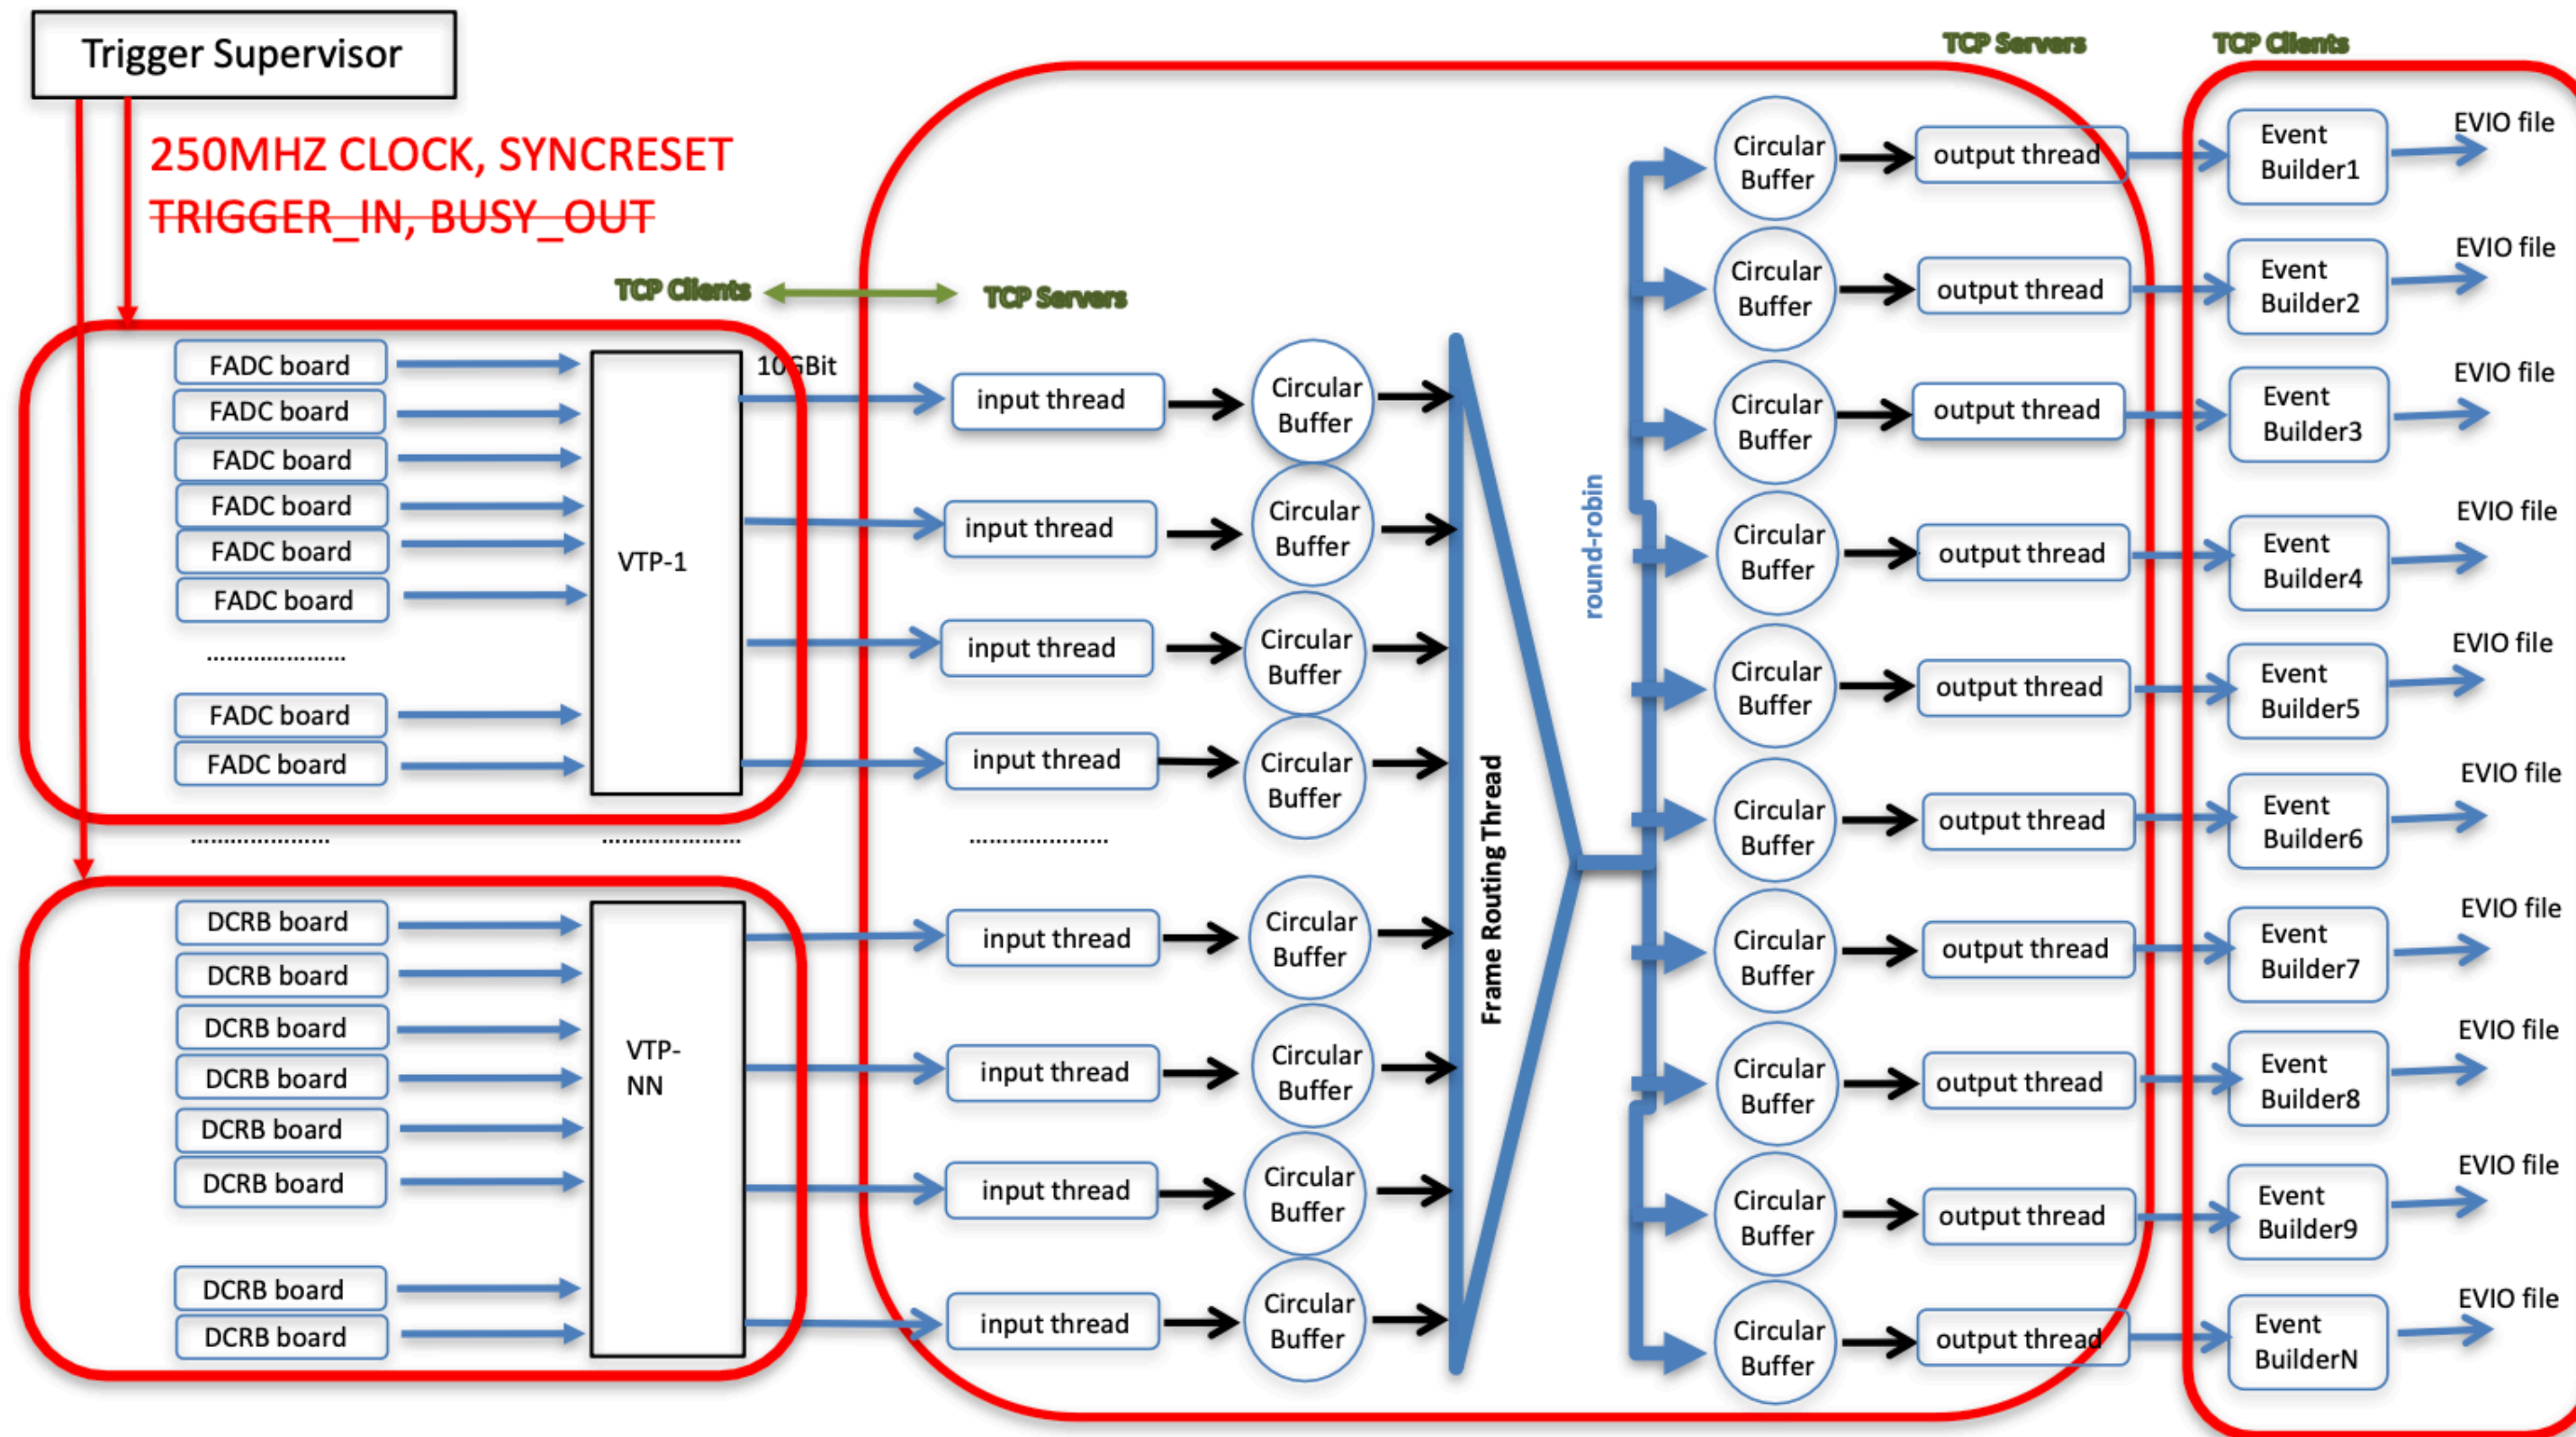 Trigger Supervisor
250MHZ CLOCK, SYNCRESET
TRIGGER_IN, BUSY_OUT
TCP Clients
TCP Servers
TCP Servers
TCP Clients
FADC board
FADC board
FADC board
FADC board
FADC board
FADC board
....................
FADC board
FADC board
VTP-1
10GBit
....................
....................
....................
DCRB board
DCRB board
DCRB board
DCRB board
DCRB board
DCRB board
DCRB board
DCRB board
VTP-
NN
input thread
Circular
Buffer
input thread
Circular
Buffer
input thread
Circular
Buffer
input thread
Circular
Buffer
input thread
Circular
Buffer
input thread
Circular
Buffer
input thread
Circular
Buffer
input thread
Circular
Buffer
Frame Routing Thread
round-robin
Circular
Buffer
output thread
Event
Builder1
EVIO file
Circular
Buffer
output thread
Event
Builder2
EVIO file
Circular
Buffer
output thread
Event
Builder3
EVIO file
Circular
Buffer
output thread
Event
Builder4
EVIO file
Circular
Buffer
output thread
Event
Builder5
EVIO file
Circular
Buffer
output thread
Event
Builder6
EVIO file
Circular
Buffer
output thread
Event
Builder7
EVIO file
Circular
Buffer
output thread
Event
Builder8
EVIO file
Circular
Buffer
output thread
Event
Builder9
EVIO file
Circular
Buffer
output thread
Event
BuilderN
EVIO file